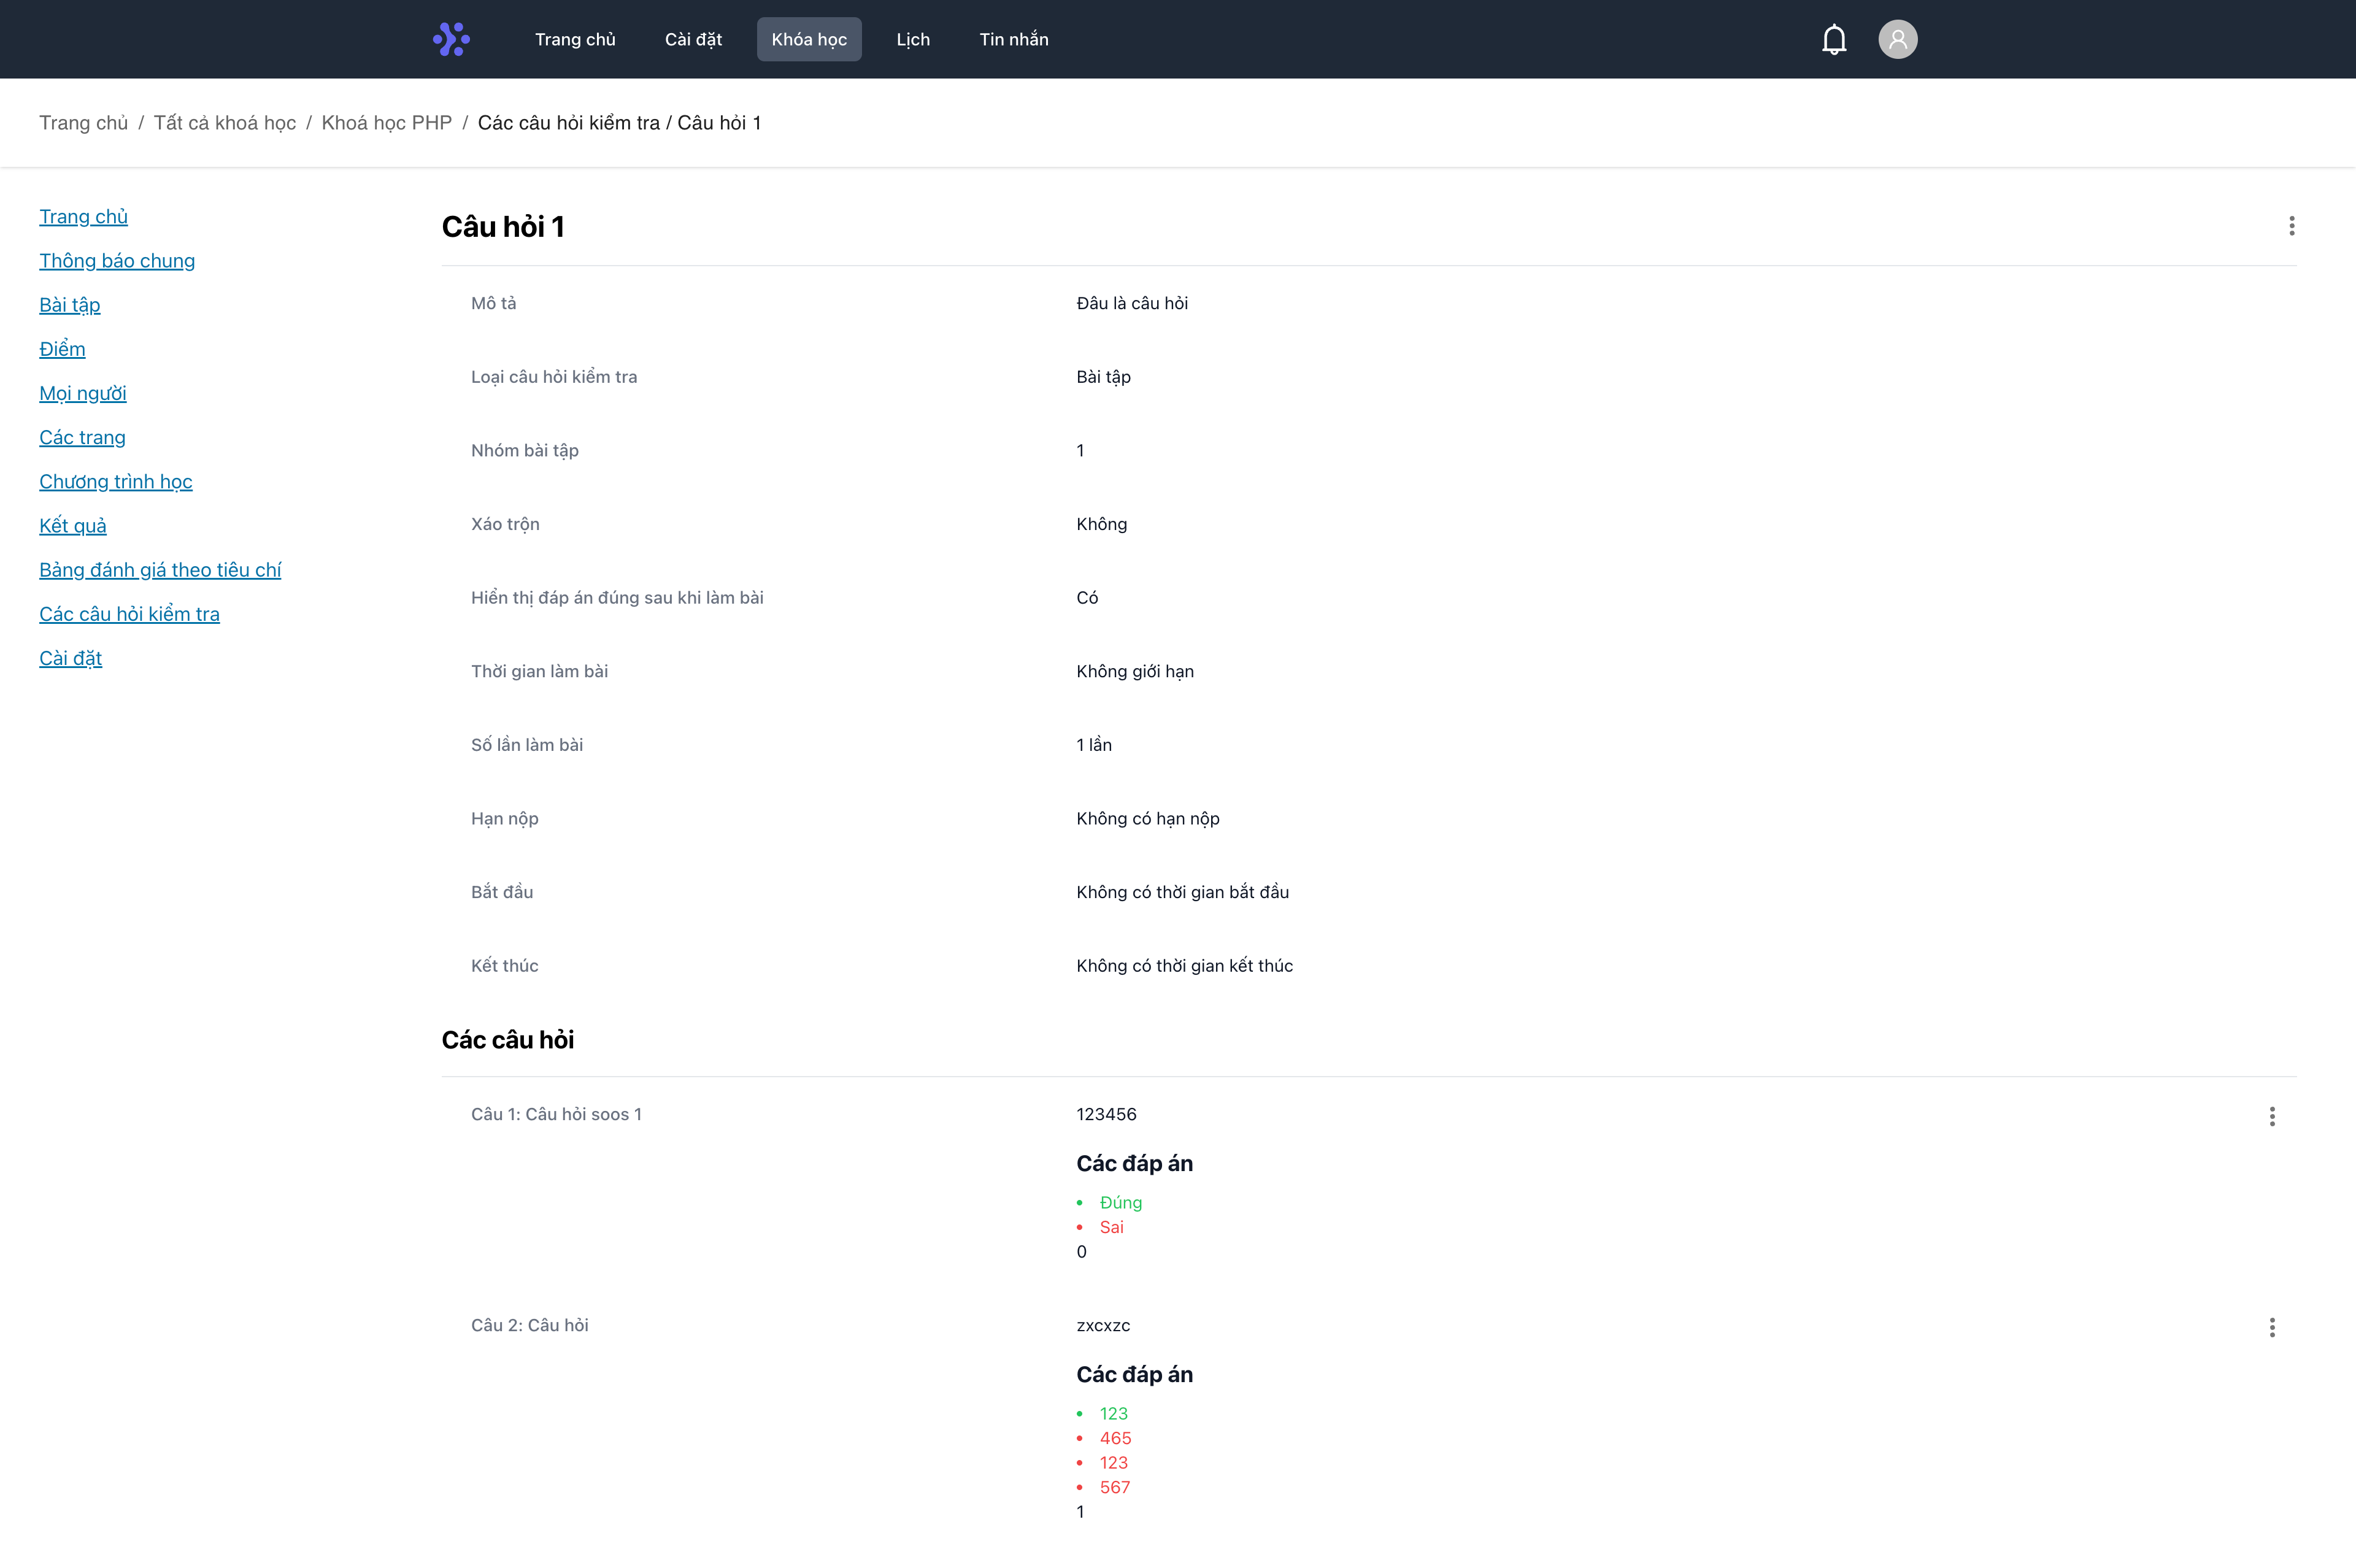 Trang chủ Cài đặt Khóa học Lịch Tin nhắn
Trang chủ / Tất cả khoá học / Khoá học PHP / Các câu hỏi kiểm tra / Câu hỏi 1
Trang chủ
Thông báo chung
Bài tập
Điểm
Mọi người
Các trang
Chương trình học
Kết quả
Bảng đánh giá theo tiêu chí
Các câu hỏi kiểm tra
Cài đặt
Câu hỏi 1
Mô tả Đâu là câu hỏi
Loại câu hỏi kiểm tra Bài tập
Nhóm bài tập 1
Xáo trộn Không
Hiển thị đáp án đúng sau khi làm bài Có
Thời gian làm bài Không giới hạn
Số lần làm bài 1 lần
Hạn nộp Không có hạn nộp
Bắt đầu Không có thời gian bắt đầu
Kết thúc Không có thời gian kết thúc
Các câu hỏi
Câu 1: Câu hỏi soos 1 123456
Các đáp án
• Đúng
• Sai
0
Câu 2: Câu hỏi zxcxzc
Các đáp án
• 123
• 465
• 123
• 567
1